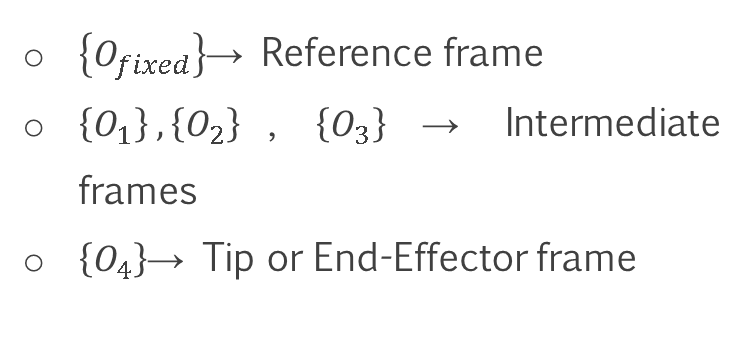 ○ {O_fixed}→ Reference frame
○ {O₁},{O₂} , {O₃} → Intermediate
frames
○ {O₄}→ Tip or End-Effector frame